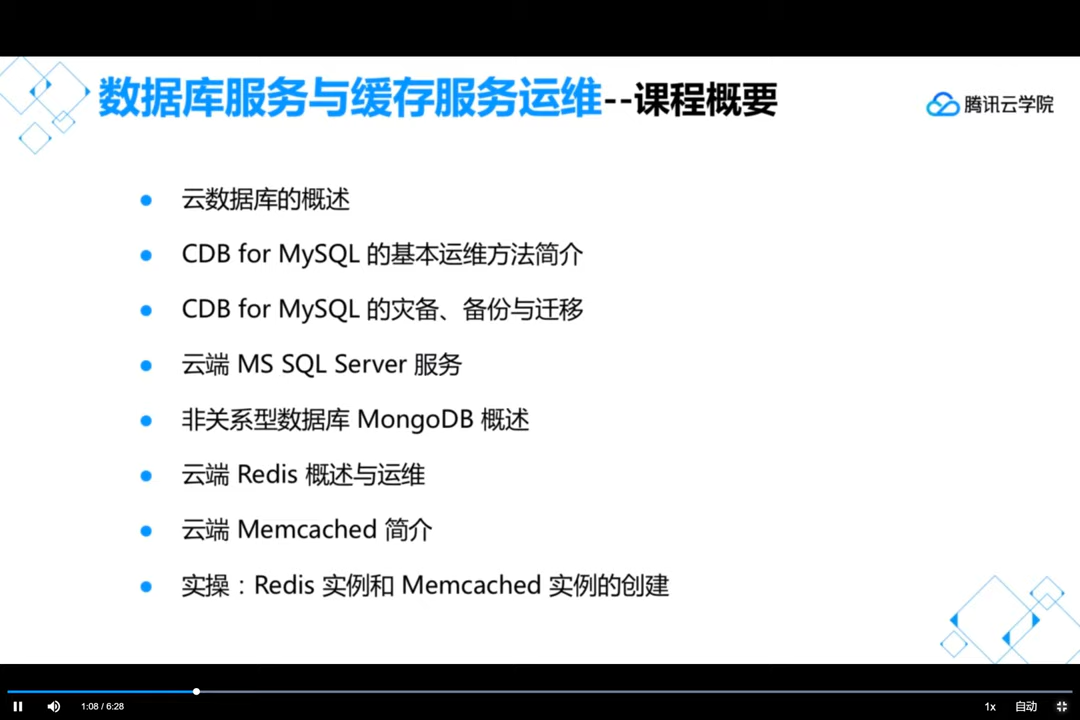 数据库服务与缓存服务运维--课程概要
腾讯云学院
云数据库的概述
CDB for MySQL 的基本运维方法简介
CDB for MySQL 的灾备、备份与迁移
云端 MS SQL Server 服务
非关系型数据库 MongoDB 概述
云端 Redis 概述与运维
云端 Memcached 简介
实操：Redis 实例和 Memcached 实例的创建
1:08 / 6:28
1x
自动